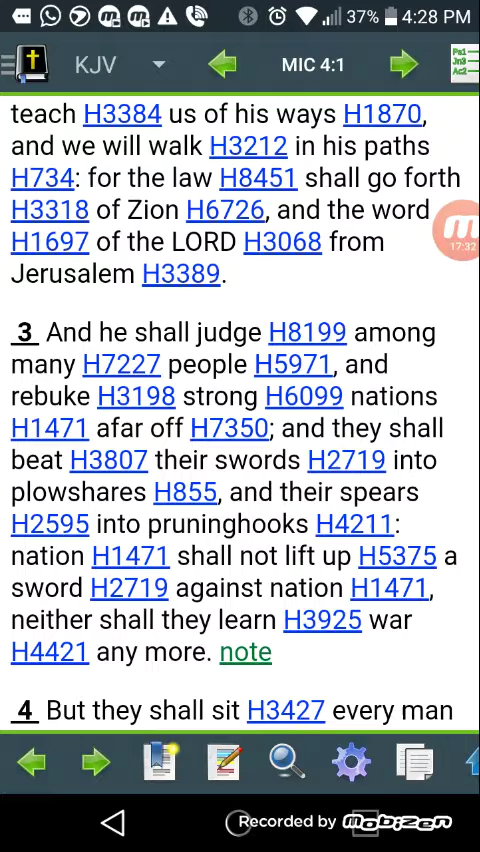 37% 4:28 PM
KJV MIC 4:1 Ps1
Jn3
Ac2
teach H3384 us of his ways H1870,
and we will walk H3212 in his paths
H734: for the law H8451 shall go forth
H3318 of Zion H6726, and the word
H1697 of the LORD H3068 from
Jerusalem H3389.
17:32
3 And he shall judge H8199 among
many H7227 people H5971, and
rebuke H3198 strong H6099 nations
H1471 afar off H7350; and they shall
beat H3807 their swords H2719 into
plowshares H855, and their spears
H2595 into pruninghooks H4211:
nation H1471 shall not lift up H5375 a
sword H2719 against nation H1471,
neither shall they learn H3925 war
H4421 any more. note
4 But they shall sit H3427 every man
Recorded by Mobizen